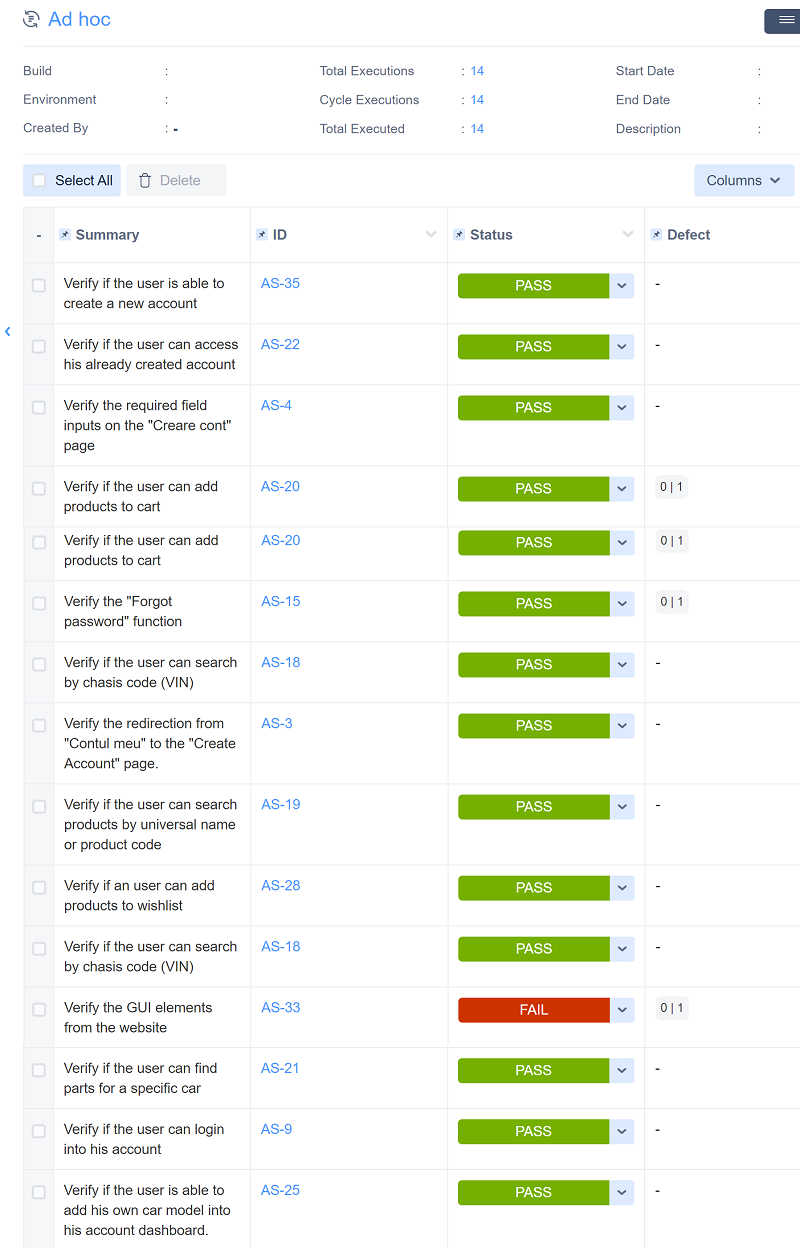 Ad hoc
Build : Total Executions : 14 Start Date :
Environment : Cycle Executions : 14 End Date :
Created By : - Total Executed : 14 Description :
Select All Delete Columns
- Summary ID Status Defect
Verify if the user is able to
create a new account
AS-35 PASS -
Verify if the user can access
his already created account
AS-22 PASS -
Verify the required field
inputs on the "Creare cont"
page
AS-4 PASS -
Verify if the user can add
products to cart
AS-20 PASS 0 | 1
Verify if the user can add
products to cart
AS-20 PASS 0 | 1
Verify the "Forgot
password" function
AS-15 PASS 0 | 1
Verify if the user can search
by chasis code (VIN)
AS-18 PASS -
Verify the redirection from
"Contul meu" to the "Create
Account" page.
AS-3 PASS -
Verify if the user can search
products by universal name
or product code
AS-19 PASS -
Verify if an user can add
products to wishlist
AS-28 PASS -
Verify if the user can search
by chasis code (VIN)
AS-18 PASS -
Verify the GUI elements
from the website
AS-33 FAIL 0 | 1
Verify if the user can find
parts for a specific car
AS-21 PASS -
Verify if the user can login
into his account
AS-9 PASS -
Verify if the user is able to
add his own car model into
his account dashboard.
AS-25 PASS -